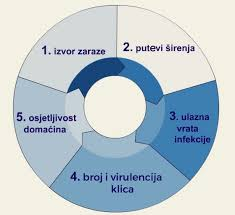 1. izvor zaraze
2. putevi širenja
3. ulazna
vrata
infekcije
4. broj i virulencija
klica
5. osjetljivost
domaćina